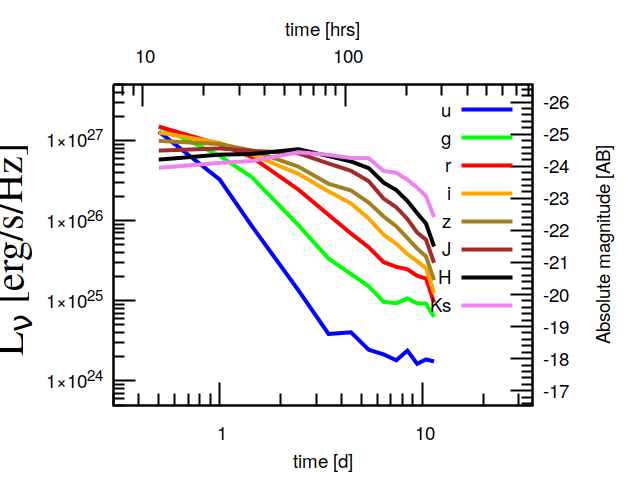 time [hrs]
10 100
Lν [erg/s/Hz]
1×10²⁷
1×10²⁶
1×10²⁵
1×10²⁴
u
g
r
i
z
J
H
Ks
-26
-25
-24
-23
-22
-21
-20
-19
-18
-17
Absolute magnitude [AB]
1 10
time [d]